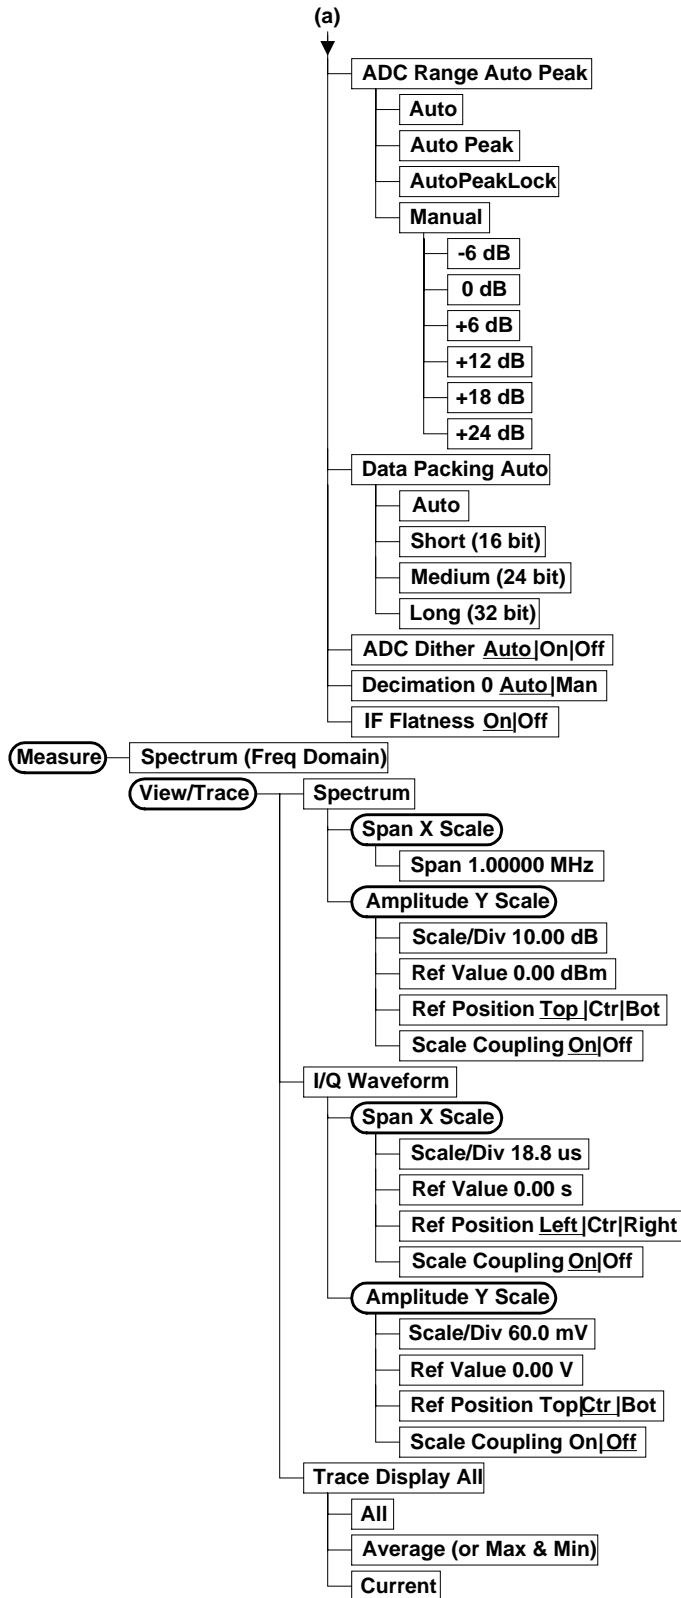 (a)
ADC Range Auto Peak
Auto
Auto Peak
AutoPeakLock
Manual
-6 dB
0 dB
+6 dB
+12 dB
+18 dB
+24 dB
Data Packing Auto
Auto
Short (16 bit)
Medium (24 bit)
Long (32 bit)
ADC Dither Auto|On|Off
Decimation 0 Auto|Man
IF Flatness On|Off
Measure Spectrum (Freq Domain)
View/Trace Spectrum
Span X Scale
Span 1.00000 MHz
Amplitude Y Scale
Scale/Div 10.00 dB
Ref Value 0.00 dBm
Ref Position Top|Ctr|Bot
Scale Coupling On|Off
I/Q Waveform
Span X Scale
Scale/Div 18.8 us
Ref Value 0.00 s
Ref Position Left|Ctr|Right
Scale Coupling On|Off
Amplitude Y Scale
Scale/Div 60.0 mV
Ref Value 0.00 V
Ref Position Top|Ctr|Bot
Scale Coupling On|Off
Trace Display All
All
Average (or Max & Min)
Current